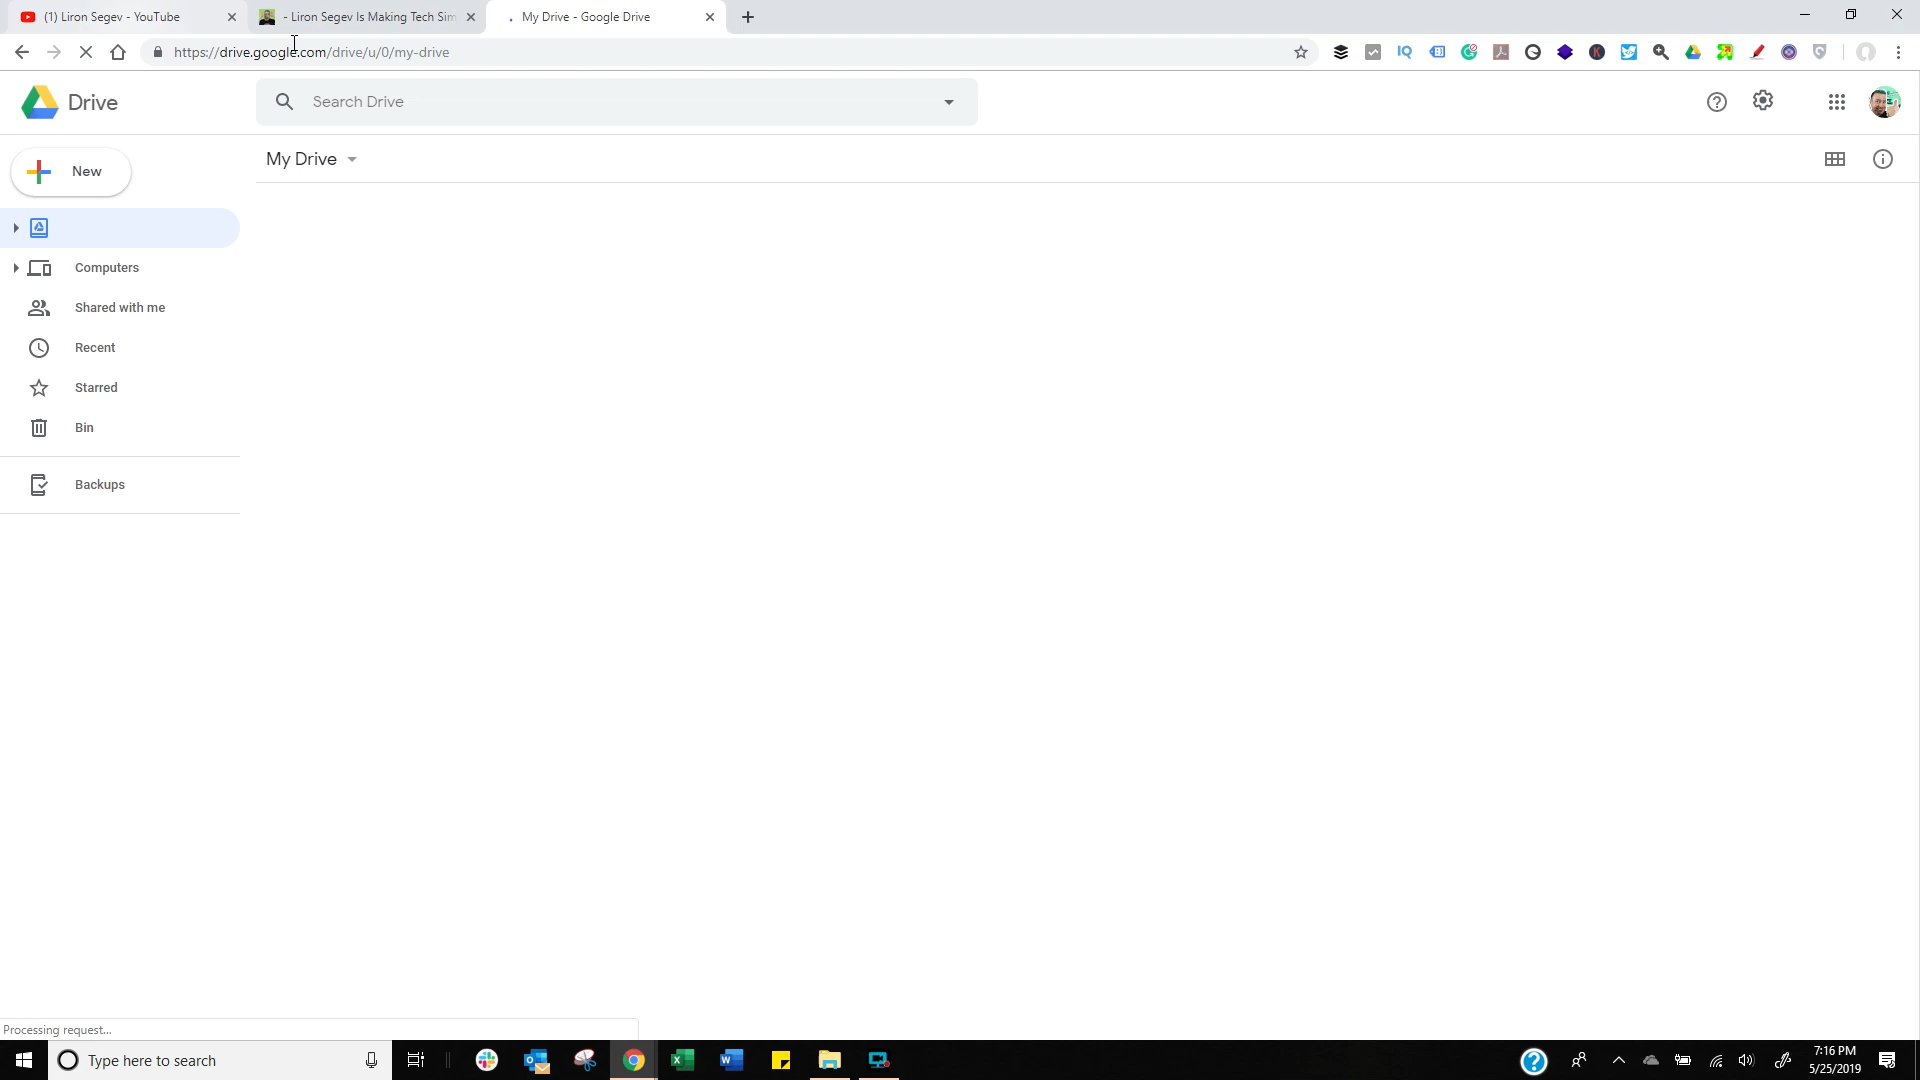 (1) Liron Segev - YouTube
- Liron Segev Is Making Tech Sim
My Drive - Google Drive
https://drive.google.com/drive/u/0/my-drive
Drive
Search Drive
New
My Drive
Computers
Shared with me
Recent
Starred
Bin
Backups
Processing request...
Type here to search
7:16 PM
5/25/2019